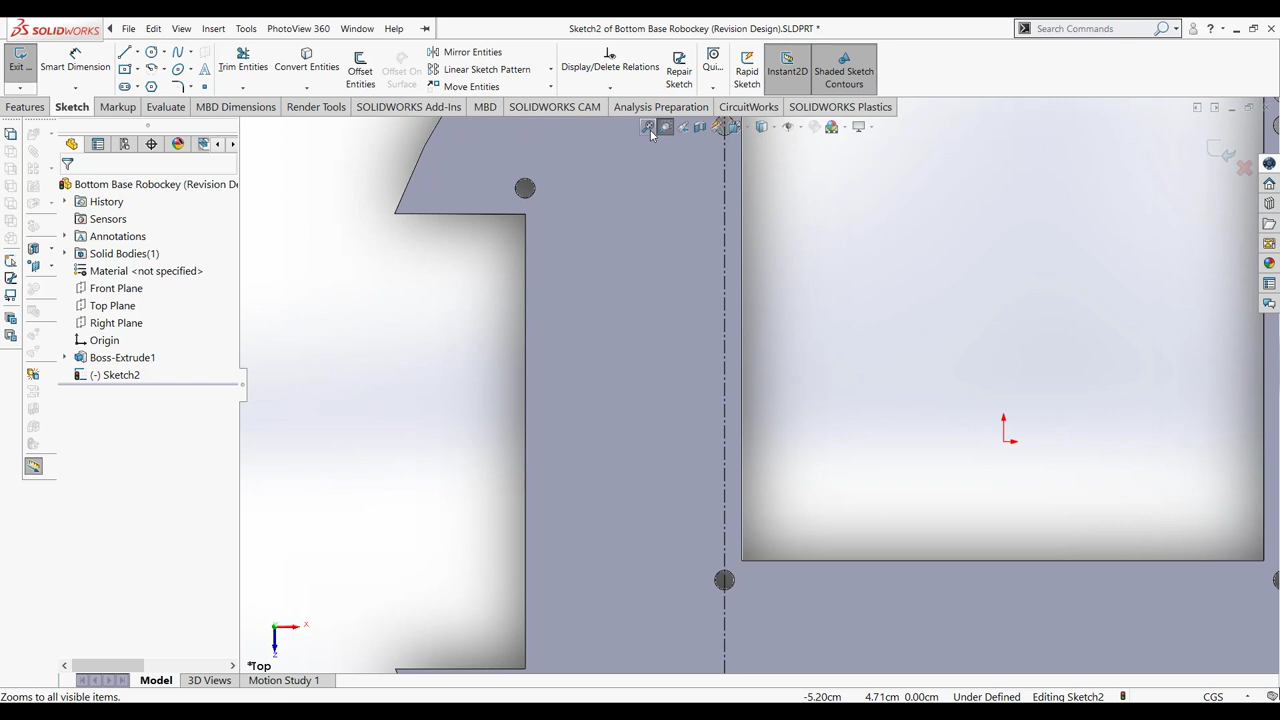 SOLIDWORKS File Edit View Insert Tools PhotoView 360 Window Help Sketch2 of Bottom Base Robockey (Revision Design).SLDPRT * Search Commands
Exit ... Smart Dimension Trim Entities Convert Entities Offset Entities Offset On Surface Mirror Entities Linear Sketch Pattern Move Entities Display/Delete Relations Repair Sketch Qui... Rapid Sketch Instant2D Shaded Sketch Contours
Features Sketch Markup Evaluate MBD Dimensions Render Tools SOLIDWORKS Add-Ins MBD SOLIDWORKS CAM Analysis Preparation CircuitWorks SOLIDWORKS Plastics
Bottom Base Robockey (Revision De
History
Sensors
Annotations
Solid Bodies(1)
Material <not specified>
Front Plane
Top Plane
Right Plane
Origin
Boss-Extrude1
(-) Sketch2
X
Z
*Top
Model 3D Views Motion Study 1
Zooms to all visible items. -5.20cm 4.71cm 0.00cm Under Defined Editing Sketch2 CGS